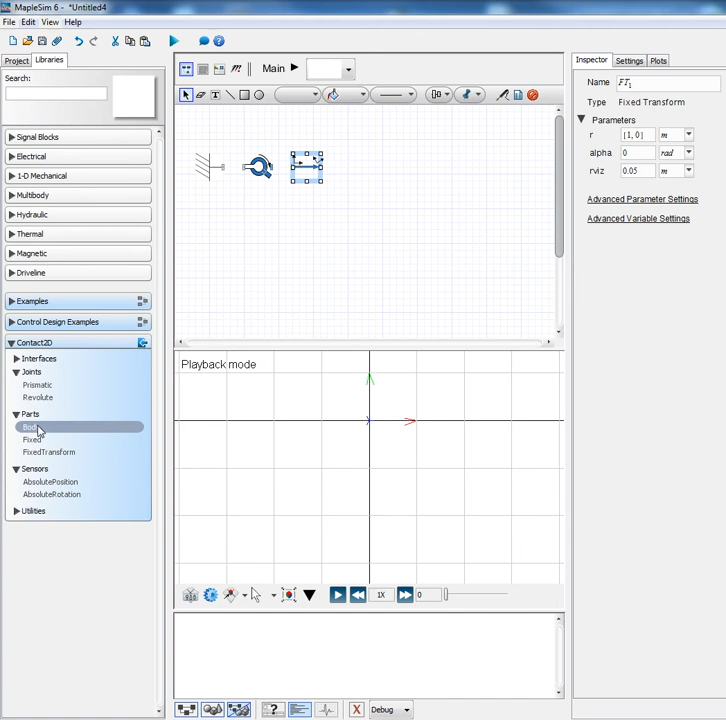 MapleSim 6 - *Untitled4
File Edit View Help
Project Libraries
Search:
Signal Blocks
Electrical
1-D Mechanical
Multibody
Hydraulic
Thermal
Magnetic
Driveline
Examples
Control Design Examples
Contact2D
Interfaces
Joints
Prismatic
Revolute
Parts
Body
Fixed
FixedTransform
Sensors
AbsolutePosition
AbsoluteRotation
Utilities
Main
Playback mode
1X 0
Debug
Inspector Settings Plots
Name FT1
Type Fixed Transform
Parameters
r [1, 0] m
alpha 0 rad
rviz 0.05 m
Advanced Parameter Settings
Advanced Variable Settings